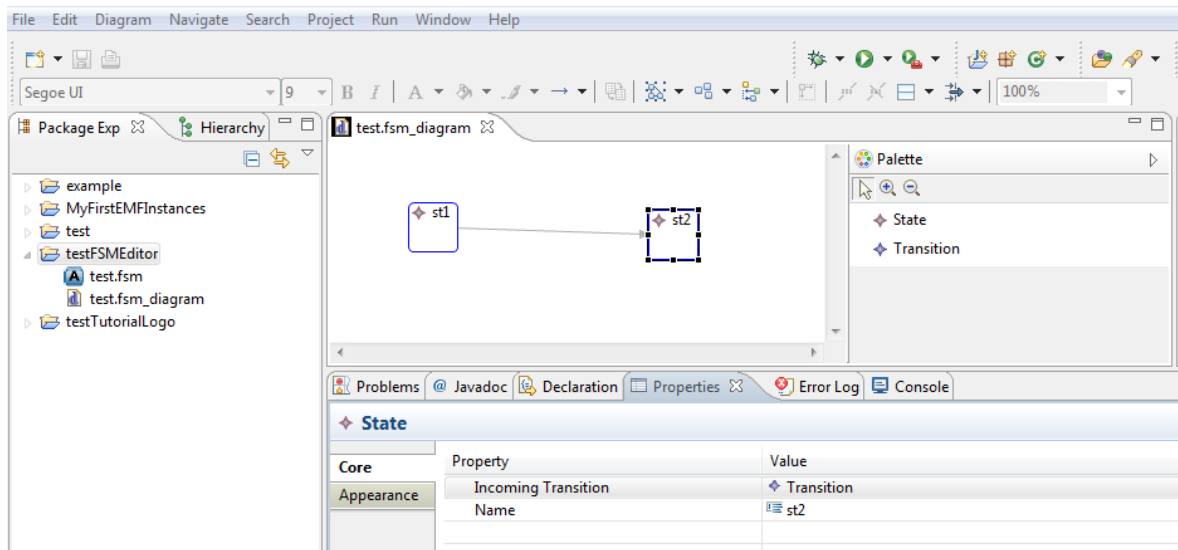 File Edit Diagram Navigate Search Project Run Window Help
Segoe UI 9 B I A 100%
Package Exp Hierarchy
test.fsm_diagram
example
MyFirstEMFInstances
test
testFSMEditor
test.fsm
test.fsm_diagram
testTutorialLogo
st1
st2
Palette
State
Transition
Problems @ Javadoc Declaration Properties Error Log Console
State
Core
Appearance
Property Value
Incoming Transition Transition
Name st2